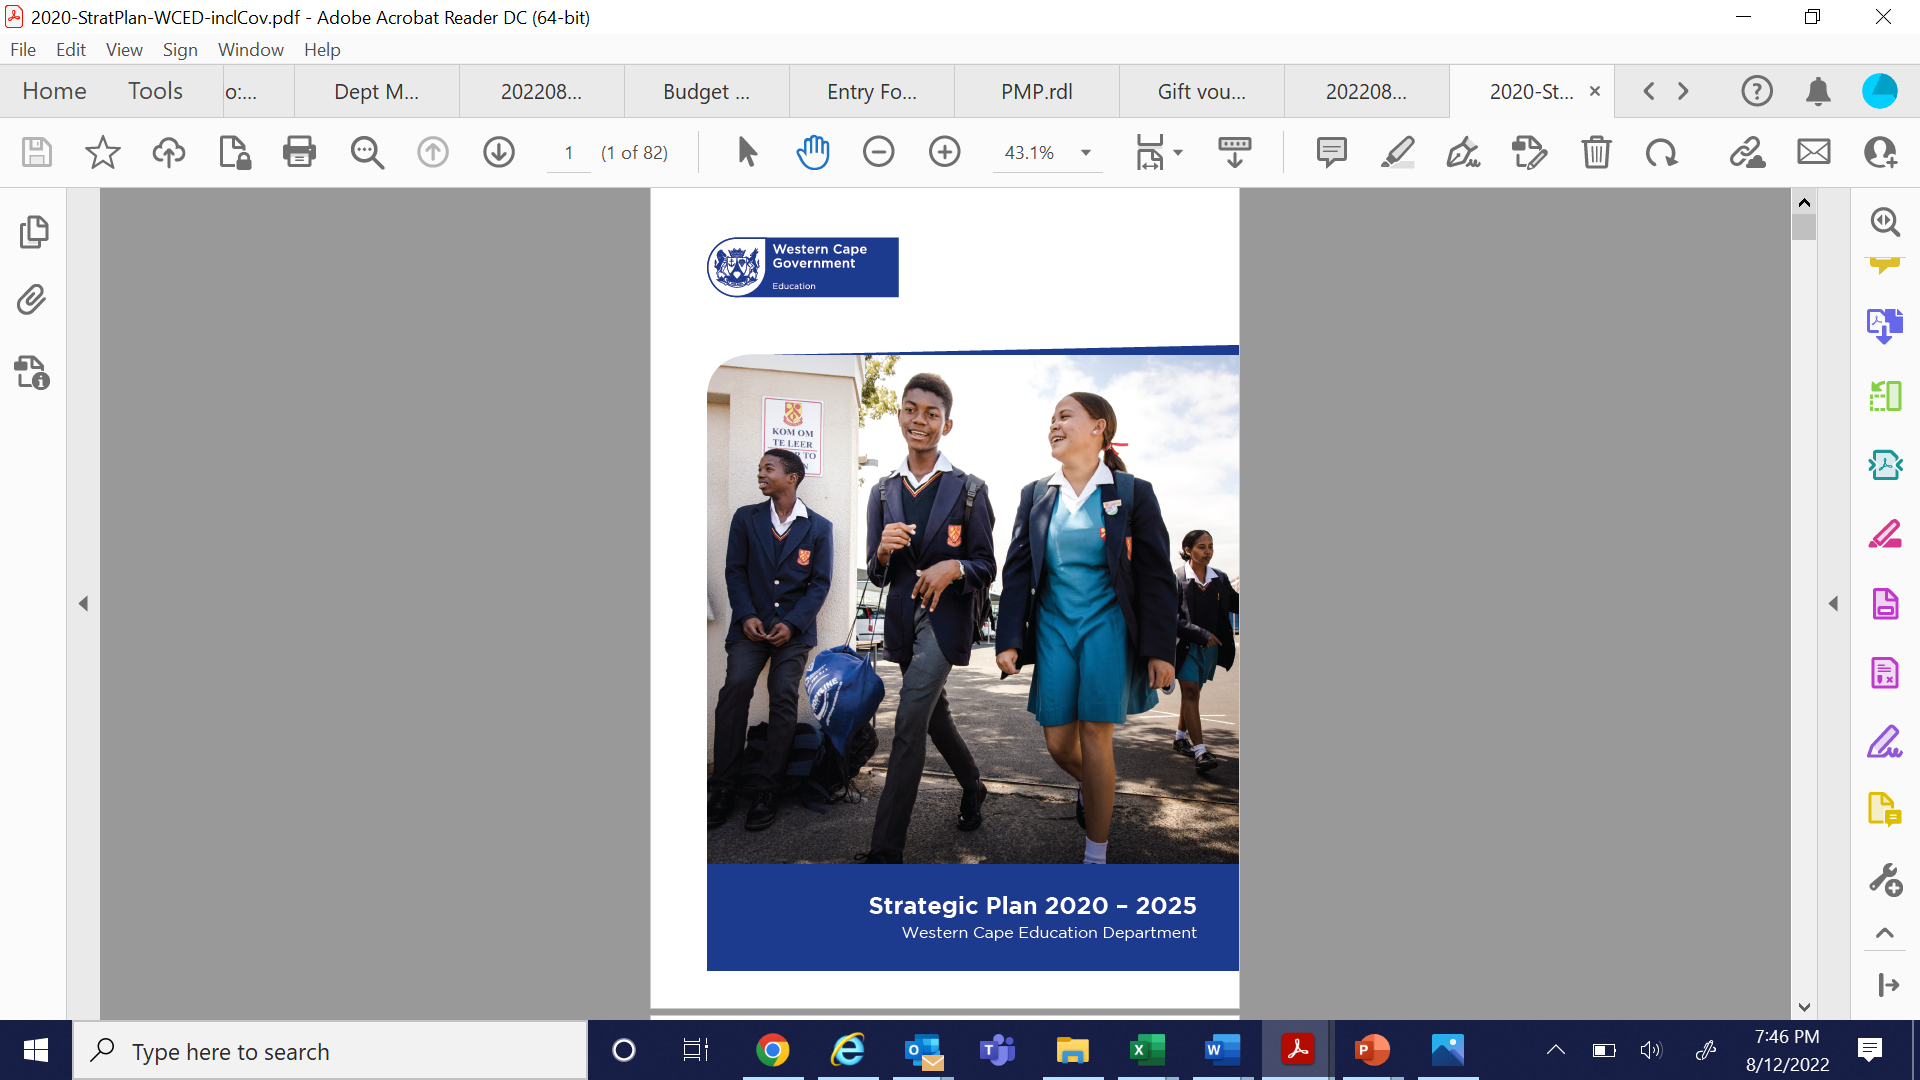 2020-StratPlan-WCED-inclCov.pdf - Adobe Acrobat Reader DC (64-bit)
File Edit View Sign Window Help
Home Tools o:... Dept M... 202208... Budget ... Entry Fo... PMP.rdl Gift vou... 202208... 2020-St...
1 (1 of 82) 43.1%
Western Cape
Government
Education
KOM OM
TE LEER
TO
Strategic Plan 2020 – 2025
Western Cape Education Department
Type here to search
7:46 PM
8/12/2022